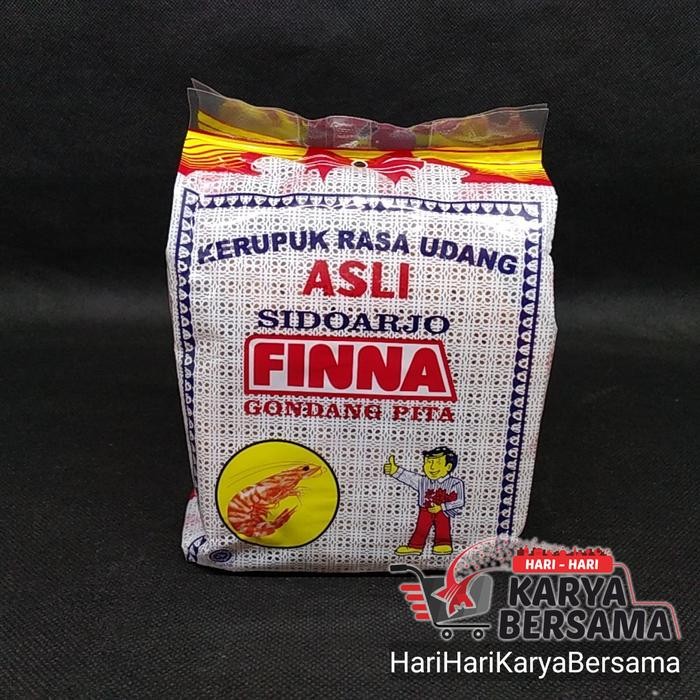 KERUPUK RASA UDANG
ASLI
SIDOARJO
FINNA
GONDANG PITA
HARI - HARI
KARYA
BERSAMA
HariHariKaryaBersama